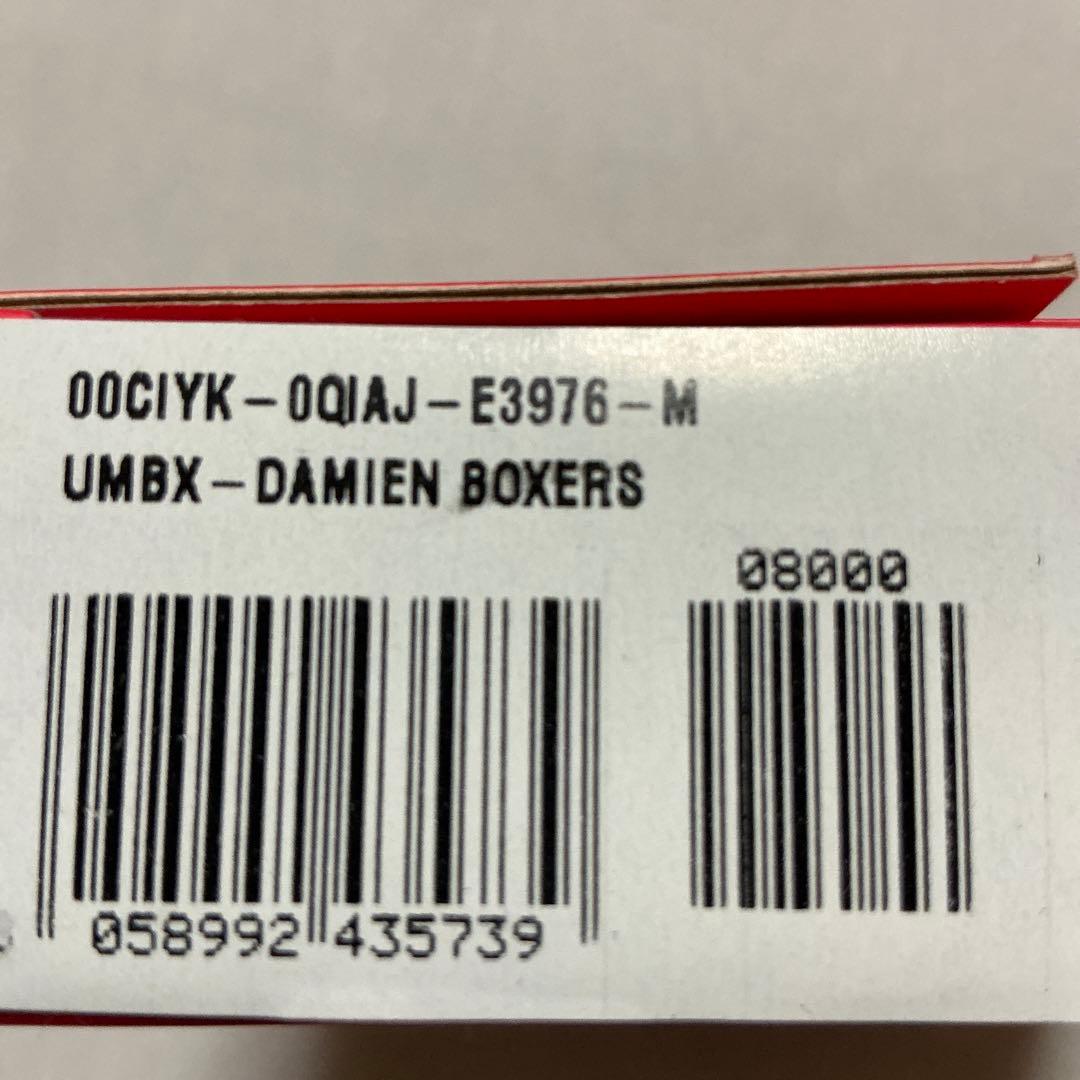 00CIYK-0QIAJ-E3976-M
UMBX-DAMIEN BOXERS
08000
058992 435739